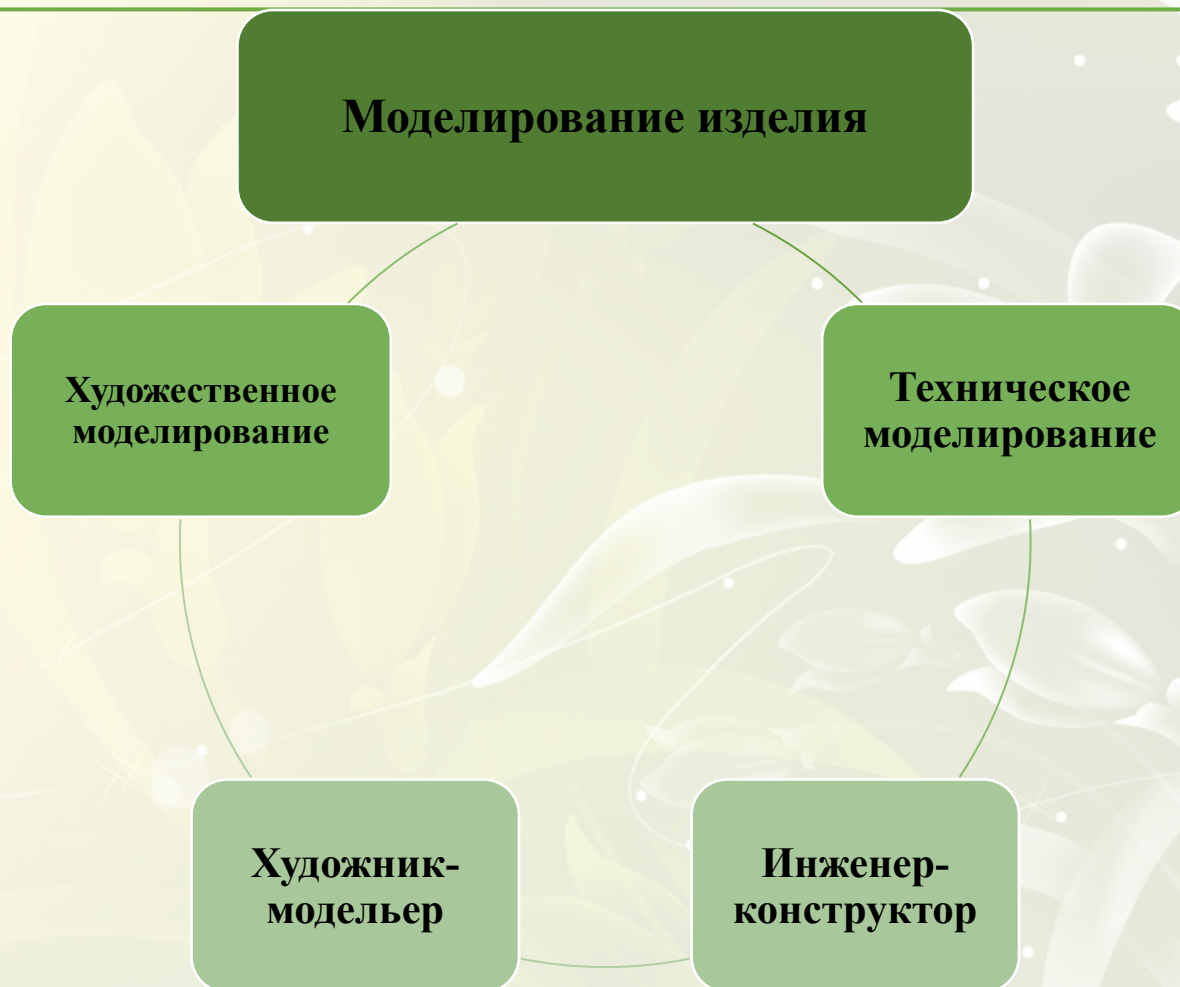 Моделирование изделия
Художественное
моделирование
Техническое
моделирование
Художник-
модельер
Инженер-
конструктор